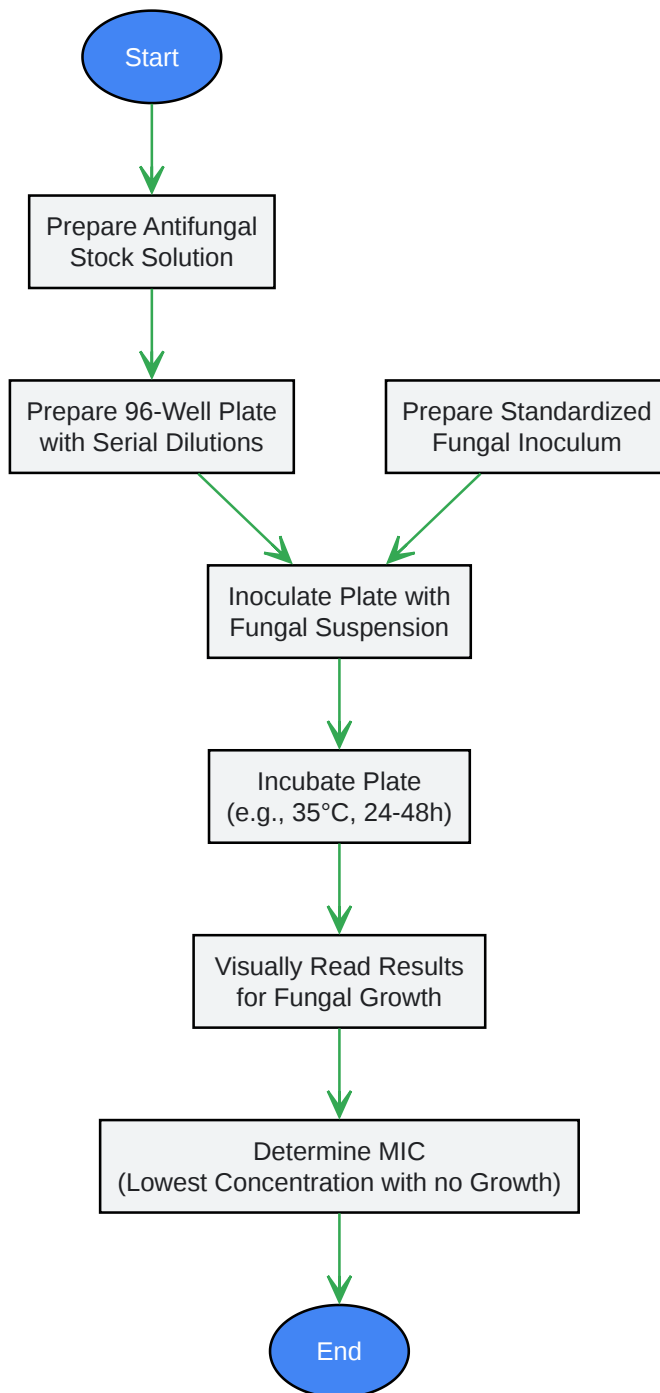 Start
Prepare Antifungal
Stock Solution
Prepare 96-Well Plate
with Serial Dilutions
Prepare Standardized
Fungal Inoculum
Inoculate Plate with
Fungal Suspension
Incubate Plate
(e.g., 35°C, 24-48h)
Visually Read Results
for Fungal Growth
Determine MIC
(Lowest Concentration with no Growth)
End